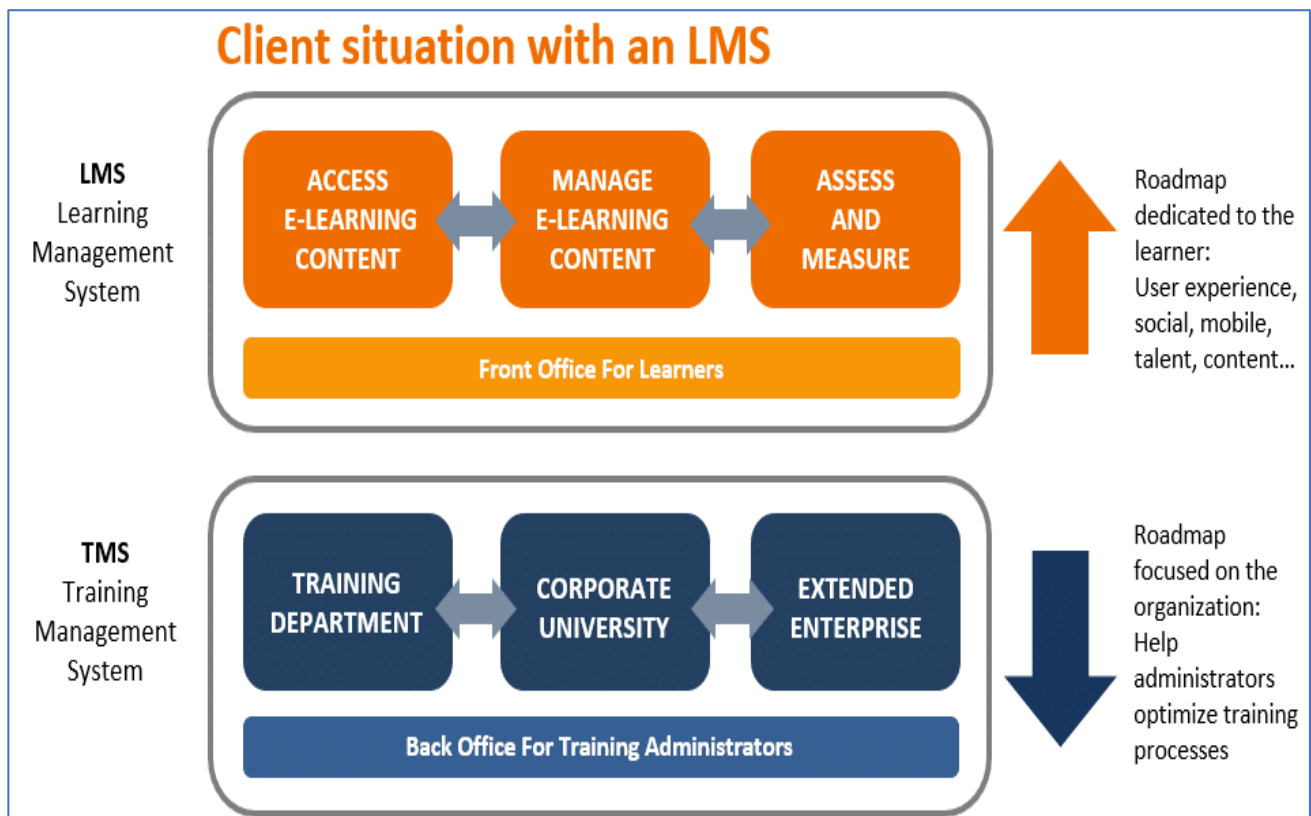 Client situation with an LMS
LMS
Learning
Management
System
ACCESS
E-LEARNING
CONTENT
MANAGE
E-LEARNING
CONTENT
ASSESS
AND
MEASURE
Front Office For Learners
Roadmap
dedicated to the
learner:
User experience,
social, mobile,
talent, content...
TMS
Training
Management
System
TRAINING
DEPARTMENT
CORPORATE
UNIVERSITY
EXTENDED
ENTERPRISE
Back Office For Training Administrators
Roadmap
focused on the
organization:
Help
administrators
optimize training
processes